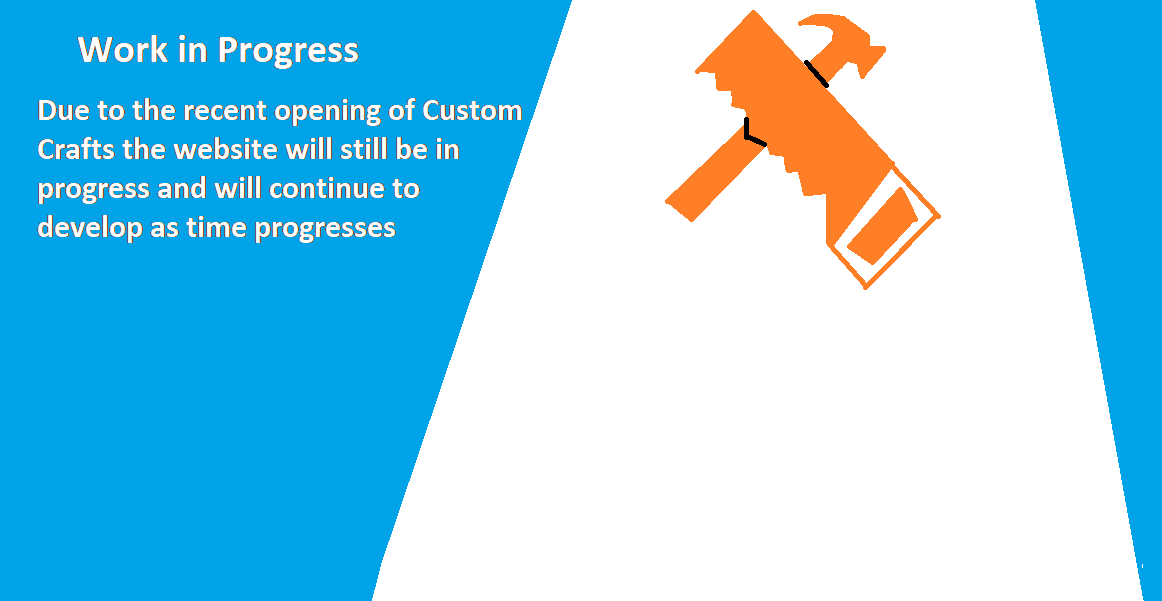 Work in Progress
Due to the recent opening of Custom
Crafts the website will still be in
progress and will continue to
develop as time progresses